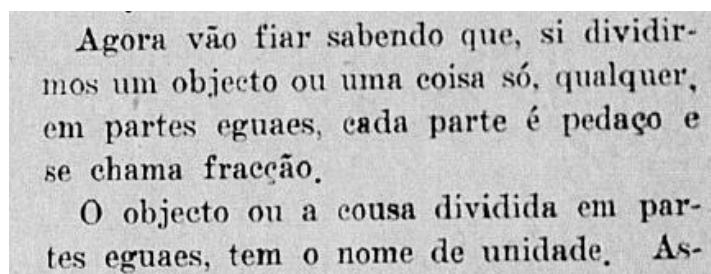 Agora vão fiar sabendo que, si dividir-
mos um objecto ou uma coisa só, qualquer,
em partes eguaes, cada parte é pedaço e
se chama fracção.
O objecto ou a cousa dividida em par-
tes eguaes, tem o nome de unidade. As-